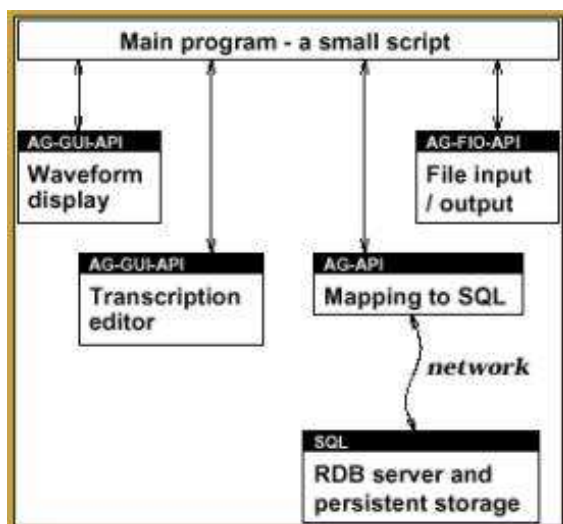 Main program - a small script
AG-GUI-API
Waveform
display
AG-FIO-API
File input
/ output
AG-GUI-API
Transcription
editor
AG-API
Mapping to SQL
network
SQL
RDB server and
persistent storage